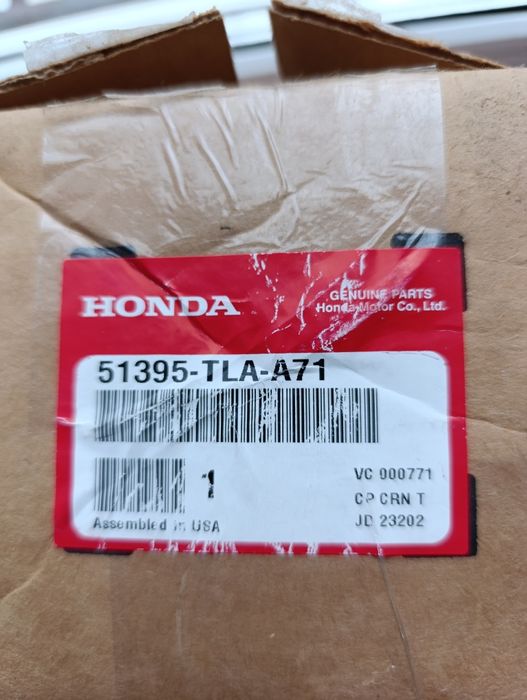 HONDA
GENUINE PARTS
Honda Motor Co., Ltd.
51395-TLA-A71
1
VC 000771
CP CRN T
JD 23202
Assembled in USA